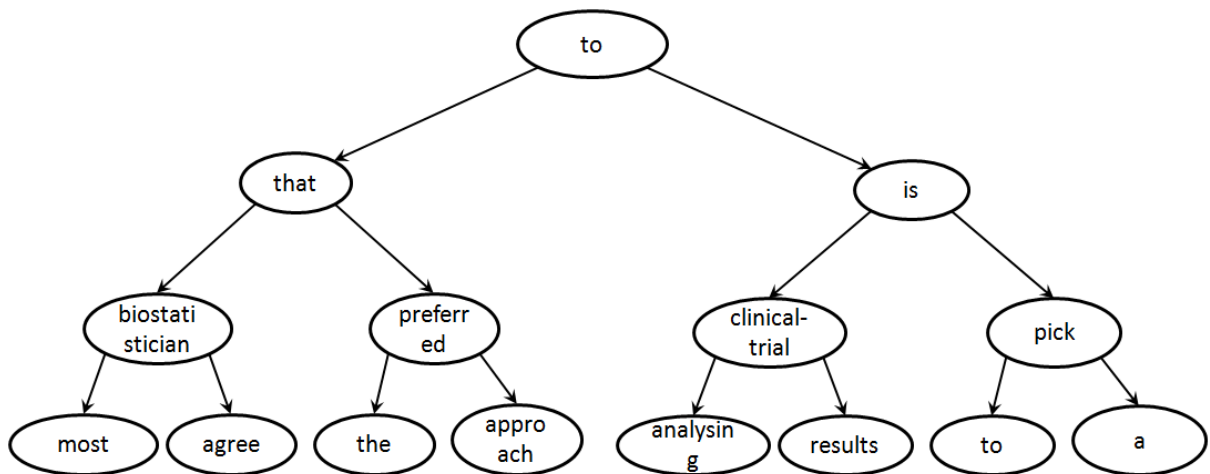 to
that
is
biostati
stician
preferr
ed
clinical-
trial
pick
most
agree
the
appro
ach
analysin
g
results
to
a